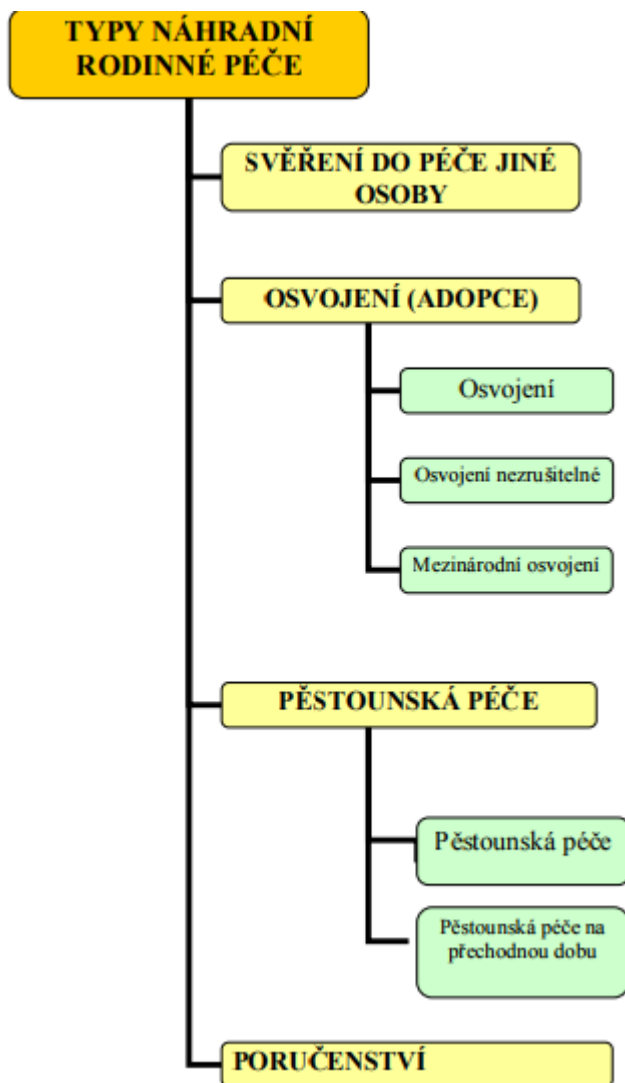 TYPY NÁHRADNÍ
RODINNÉ PÉČE
SVĚŘENÍ DO PÉČE JINÉ
OSOBY
OSVOJENÍ (ADOPCE)
Osvojení
Osvojení nezrušitelné
Mezinárodní osvojení
PĚSTOUNSKÁ PÉČE
Pěstounská péče
Pěstounská péče na
přechodnou dobu
PORUČENSTVÍ